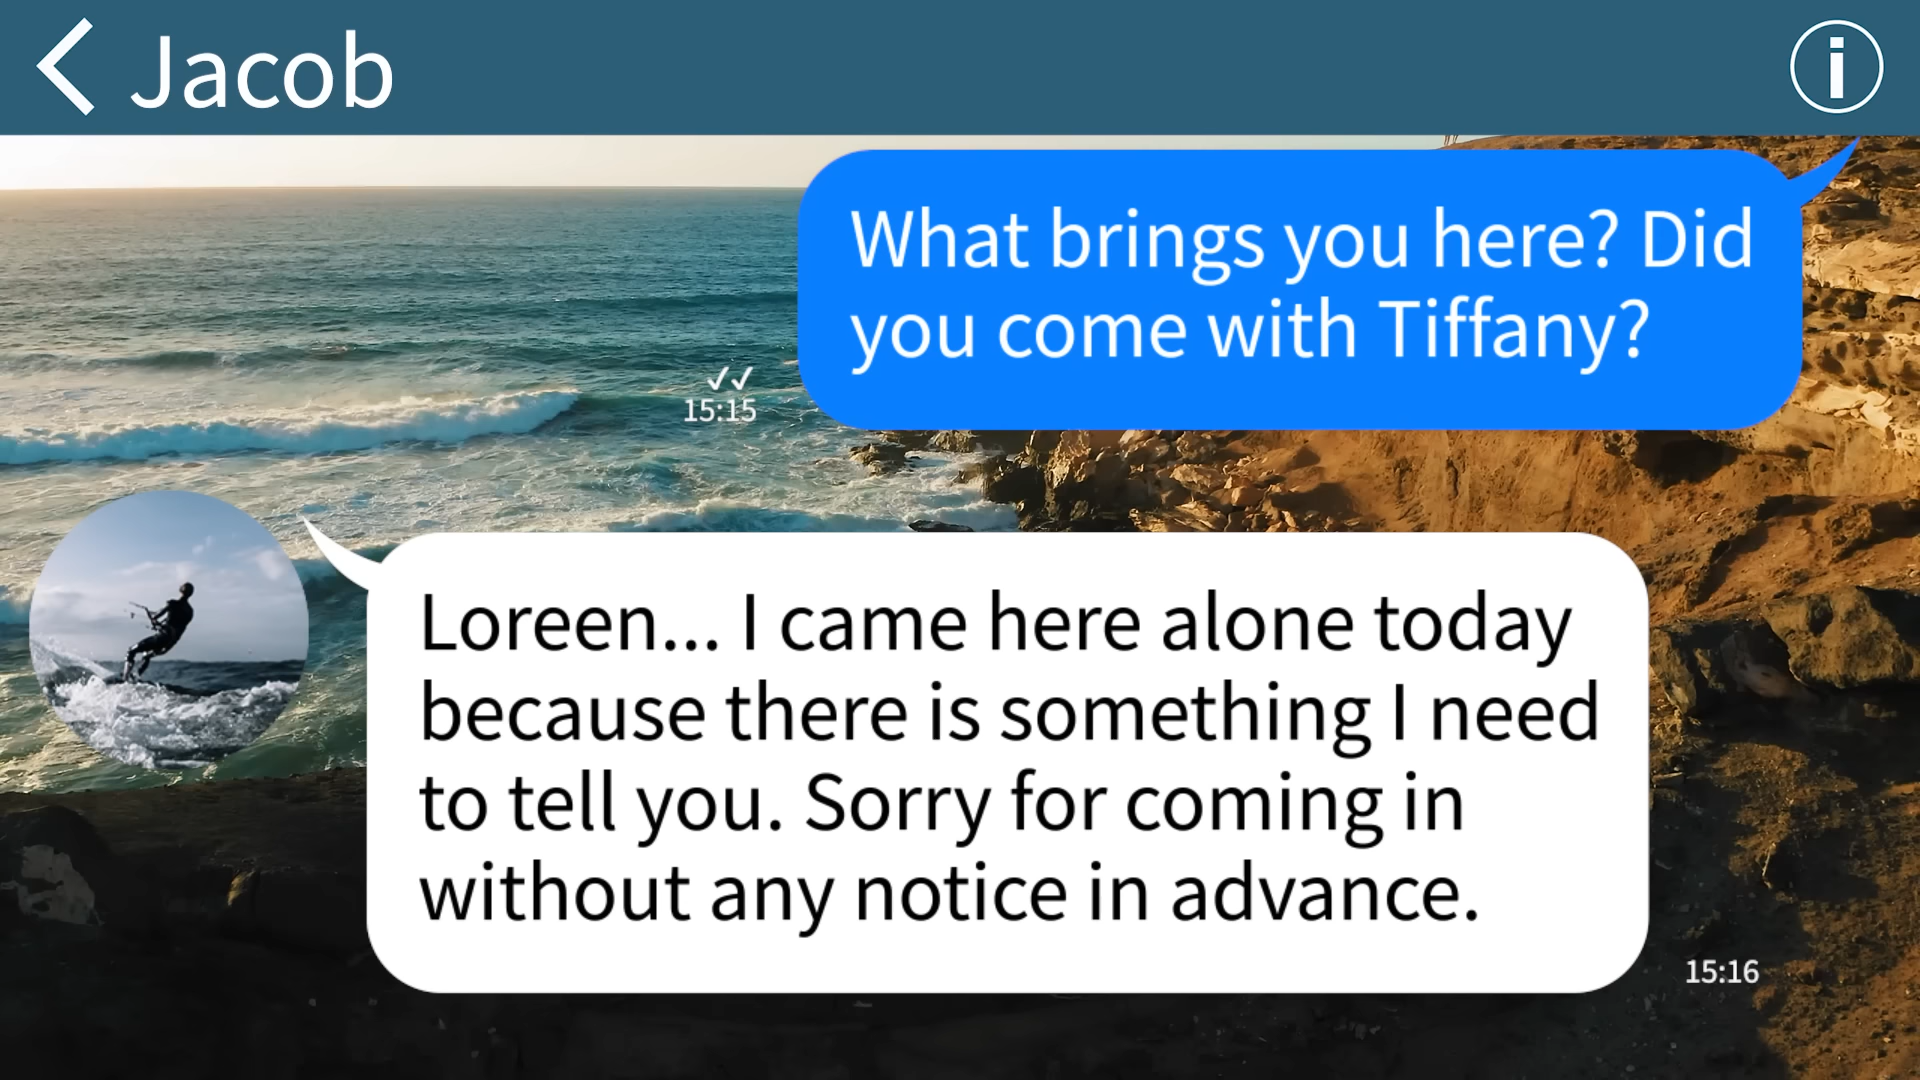 Jacob
What brings you here? Did
you come with Tiffany?
15:15
Loreen... I came here alone today
because there is something I need
to tell you. Sorry for coming in
without any notice in advance.
15:16